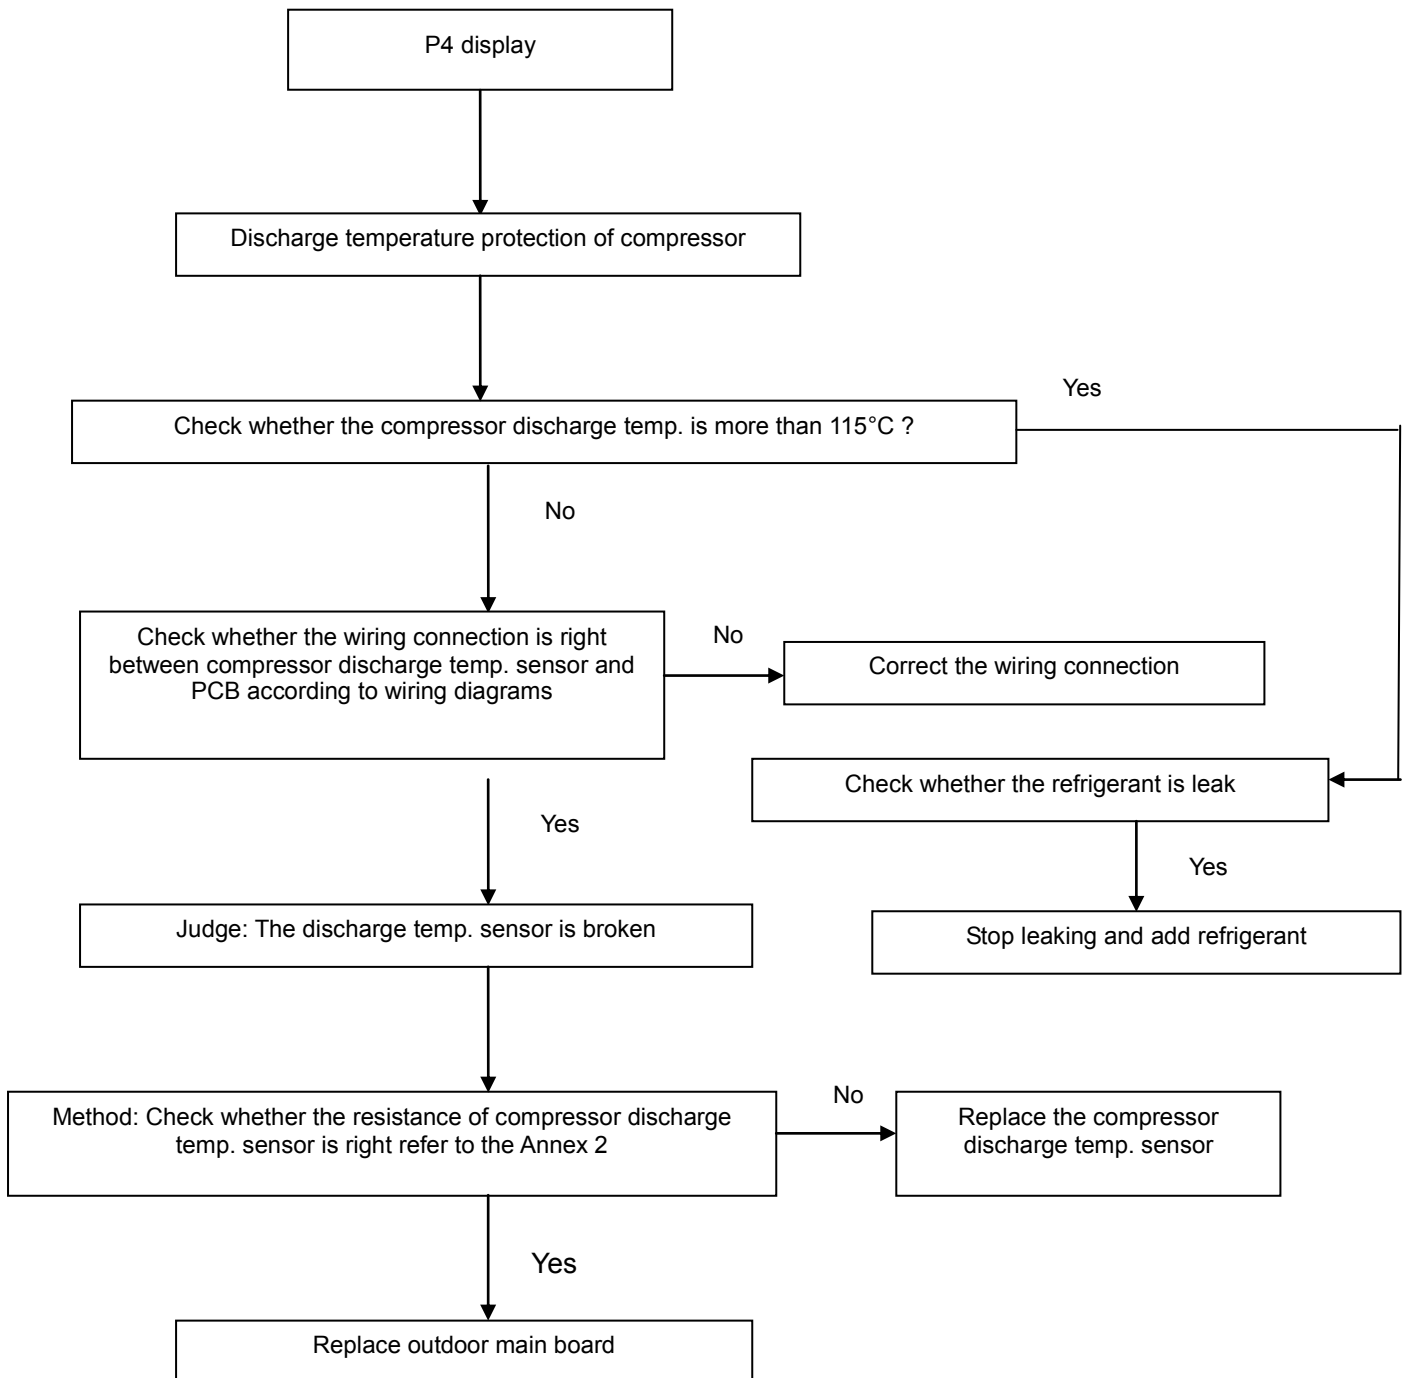 P4 display
Discharge temperature protection of compressor
Yes
Check whether the compressor discharge temp. is more than 115°C ?
No
Check whether the wiring connection is right
between compressor discharge temp. sensor and
PCB according to wiring diagrams
No
Correct the wiring connection
Check whether the refrigerant is leak
Yes
Yes
Judge: The discharge temp. sensor is broken
Stop leaking and add refrigerant
Method: Check whether the resistance of compressor discharge
temp. sensor is right refer to the Annex 2
No
Replace the compressor
discharge temp. sensor
Yes
Replace outdoor main board